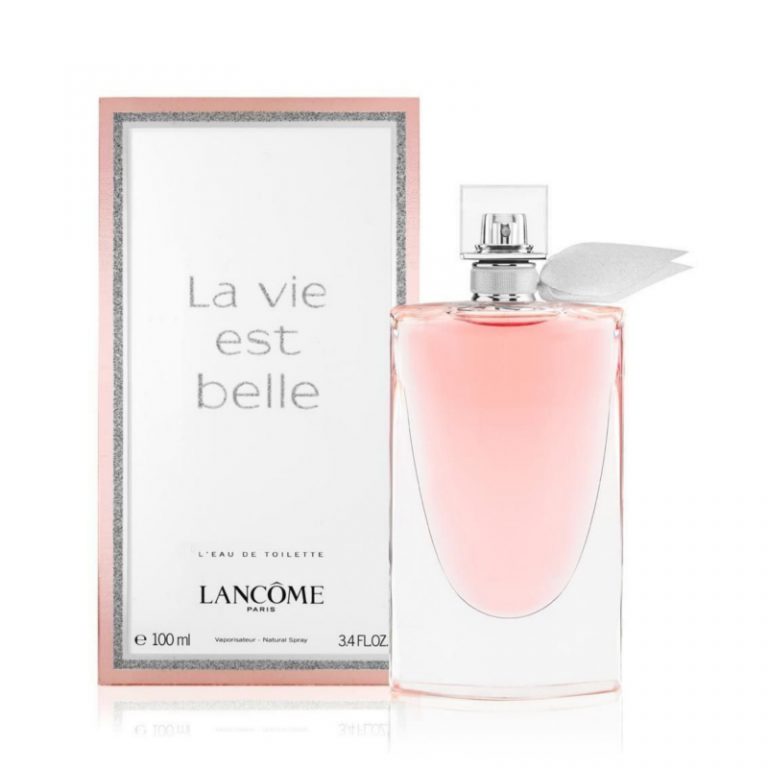 La vie
est
belle
L'EAU DE TOILETTE
LANCÔME
PARIS
℮ 100 ml Vaporisateur - Natural Spray 3.4 FL.OZ.